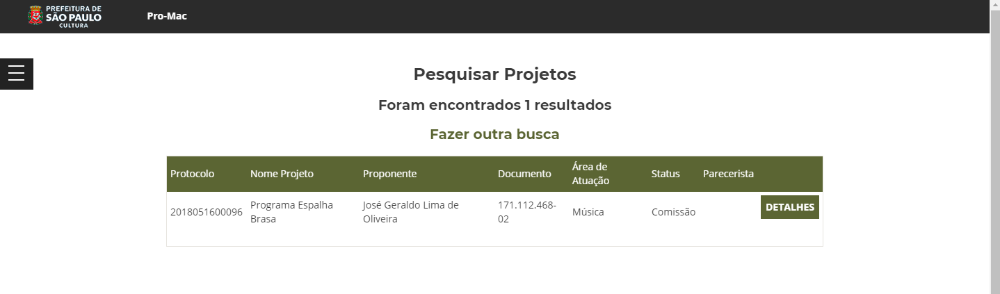 PREFEITURA DE
SÃO PAULO
CULTURA
Pro-Mac
Pesquisar Projetos
Foram encontrados 1 resultados
Fazer outra busca
Protocolo Nome Projeto Proponente Documento Área de Atuação Status Parecerista
2018051600096 Programa Espalha Brasa José Geraldo Lima de Oliveira 171.112.468-02 Música Comissão DETALHES